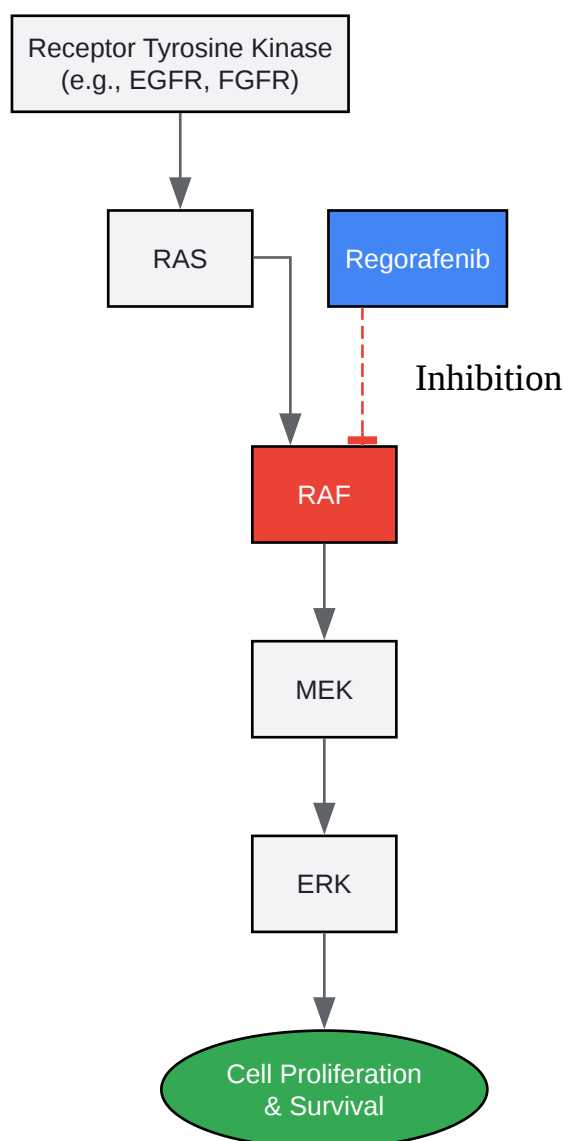 Receptor Tyrosine Kinase
(e.g., EGFR, FGFR)
RAS
Regorafenib
Inhibition
RAF
MEK
ERK
Cell Proliferation
& Survival